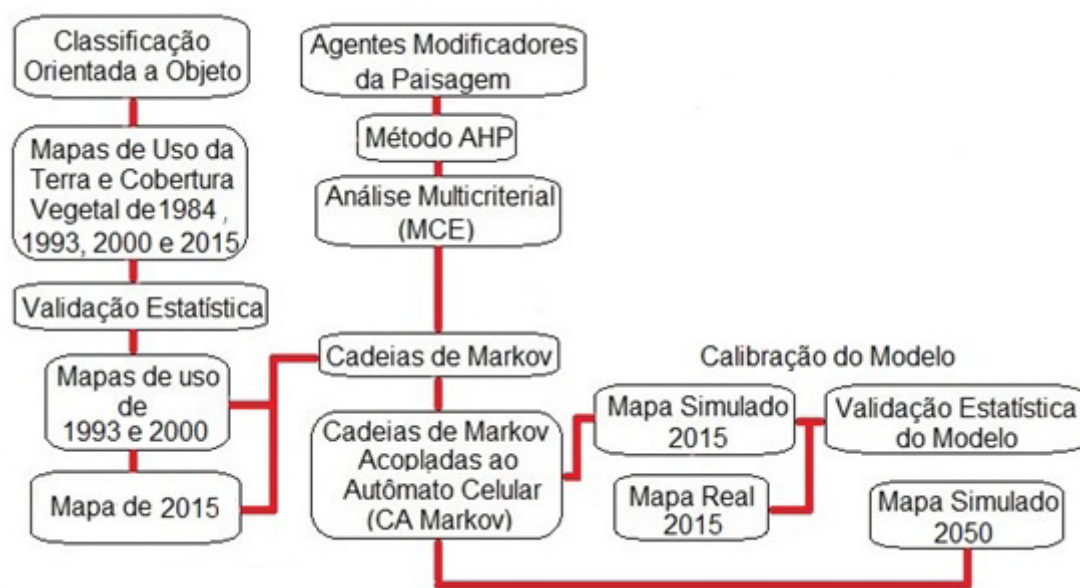 Classificação
Orientada a Objeto
Mapas de Uso da
Terra e Cobertura
Vegetal de 1984 ,
1993, 2000 e 2015
Validação Estatística
Mapas de uso
de
1993 e 2000
Mapa de 2015
Agentes Modificadores
da Paisagem
Método AHP
Análise Multicriterial
(MCE)
Cadeias de Markov
Cadeias de Markov
Acopladas ao
Autômato Celular
(CA Markov)
Calibração do Modelo
Mapa Simulado
2015
Mapa Real
2015
Validação Estatística
do Modelo
Mapa Simulado
2050